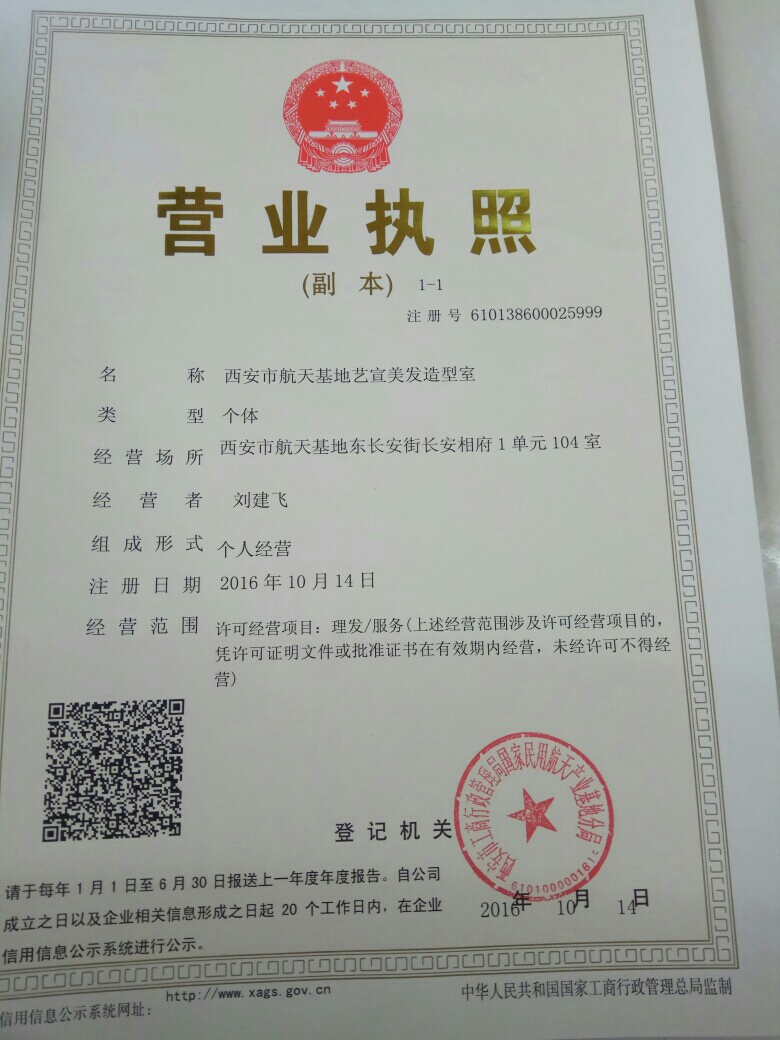 营业执照
(副 本) 1-1
注册号 610138600025999
名 称 西安市航天基地艺宣美发造型室
类 型 个体
经营场所 西安市航天基地东长安街长安相府1单元104室
经 营 者 刘建飞
组成形式 个人经营
注册日期 2016年10月14日
经营范围 许可经营项目：理发/服务(上述经营范围涉及许可经营项目的，
凭许可证明文件或批准证书在有效期内经营，未经许可不得经
营)
西安市工商行政管理局国家民用航天产业基地分局
登记机关
6101000000181
2016年10月14日
请于每年1月1日至6月30日报送上一年度年度报告。自公司
成立之日以及企业相关信息形成之日起20个工作日内，在企业
信用信息公示系统进行公示。
信用信息公示系统网址： http://www.xags.gov.cn
中华人民共和国国家工商行政管理总局监制